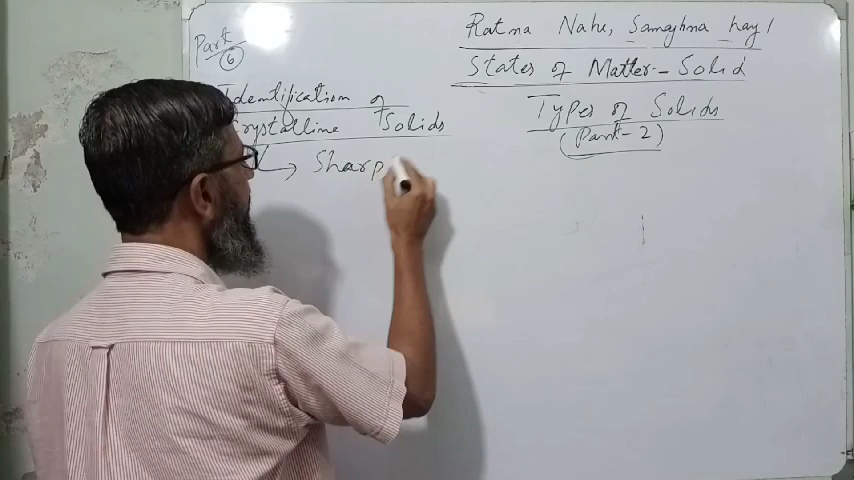 Part
6
Ratna Nahe, Samajhna hay!
States of Matter - Solid
Types of Solids
(Part-2)
Identification of
Crystalline Solids
Sharp